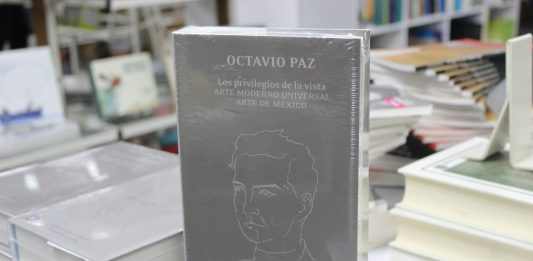 OCTAVIO PAZ
Los privilegios de la vista
ARTE MODERNO UNIVERSAL
ARTE DE MÉXICO